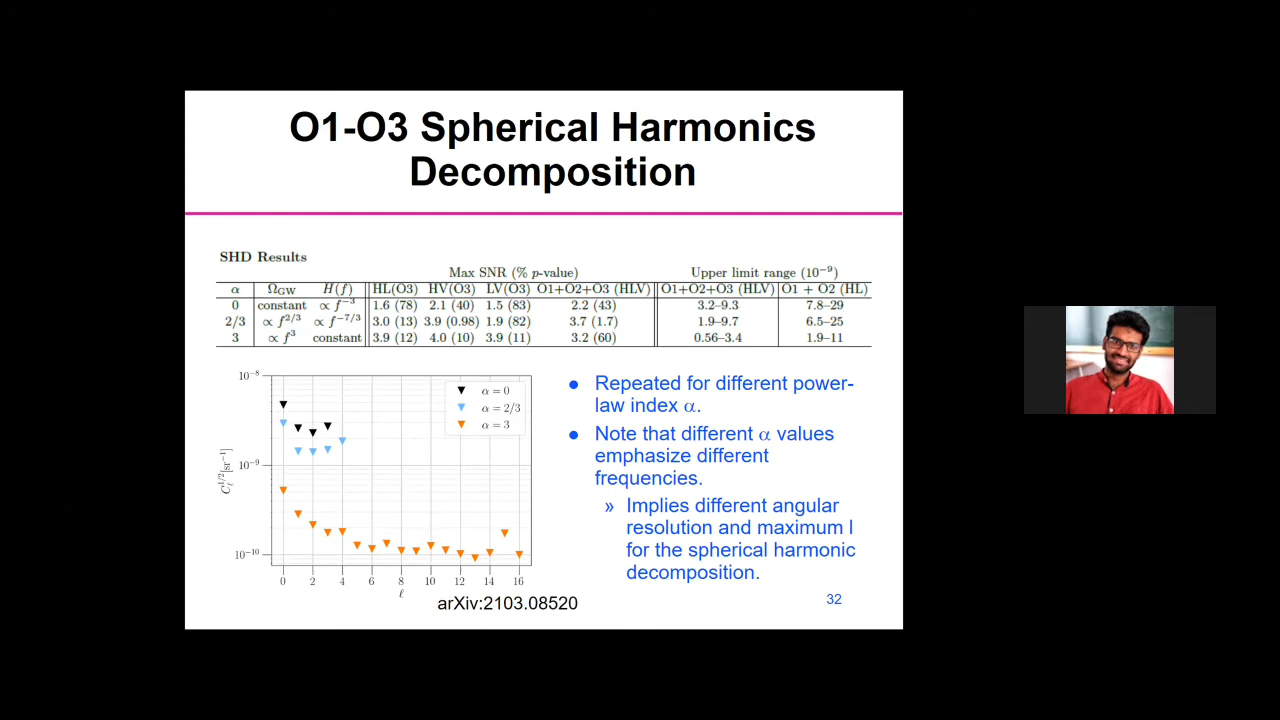 O1-O3 Spherical Harmonics
Decomposition
SHD Results
Max SNR (% p-value) Upper limit range (10⁻⁹)
α Ω_GW H(f) HL(O3) HV(O3) LV(O3) O1+O2+O3 (HLV) O1+O2+O3 (HLV) O1 + O2 (HL)
0 constant ∝ f⁻³ 1.6 (78) 2.1 (40) 1.5 (83) 2.2 (43) 3.2–9.3 7.8–29
2/3 ∝ f^2/3 ∝ f^−7/3 3.0 (13) 3.9 (0.98) 1.9 (82) 3.7 (1.7) 1.9–9.7 6.5–25
3 ∝ f³ constant 3.9 (12) 4.0 (10) 3.9 (11) 3.2 (60) 0.56–3.4 1.9–11
10⁻⁸
10⁻⁹
10⁻¹⁰
C_ℓ^1/2 [sr⁻¹]
α = 0
α = 2/3
α = 3
0 2 4 6 8 10 12 14 16
ℓ
arXiv:2103.08520
● Repeated for different power-
law index α.
● Note that different α values
emphasize different
frequencies.
» Implies different angular
resolution and maximum l
for the spherical harmonic
decomposition.
32